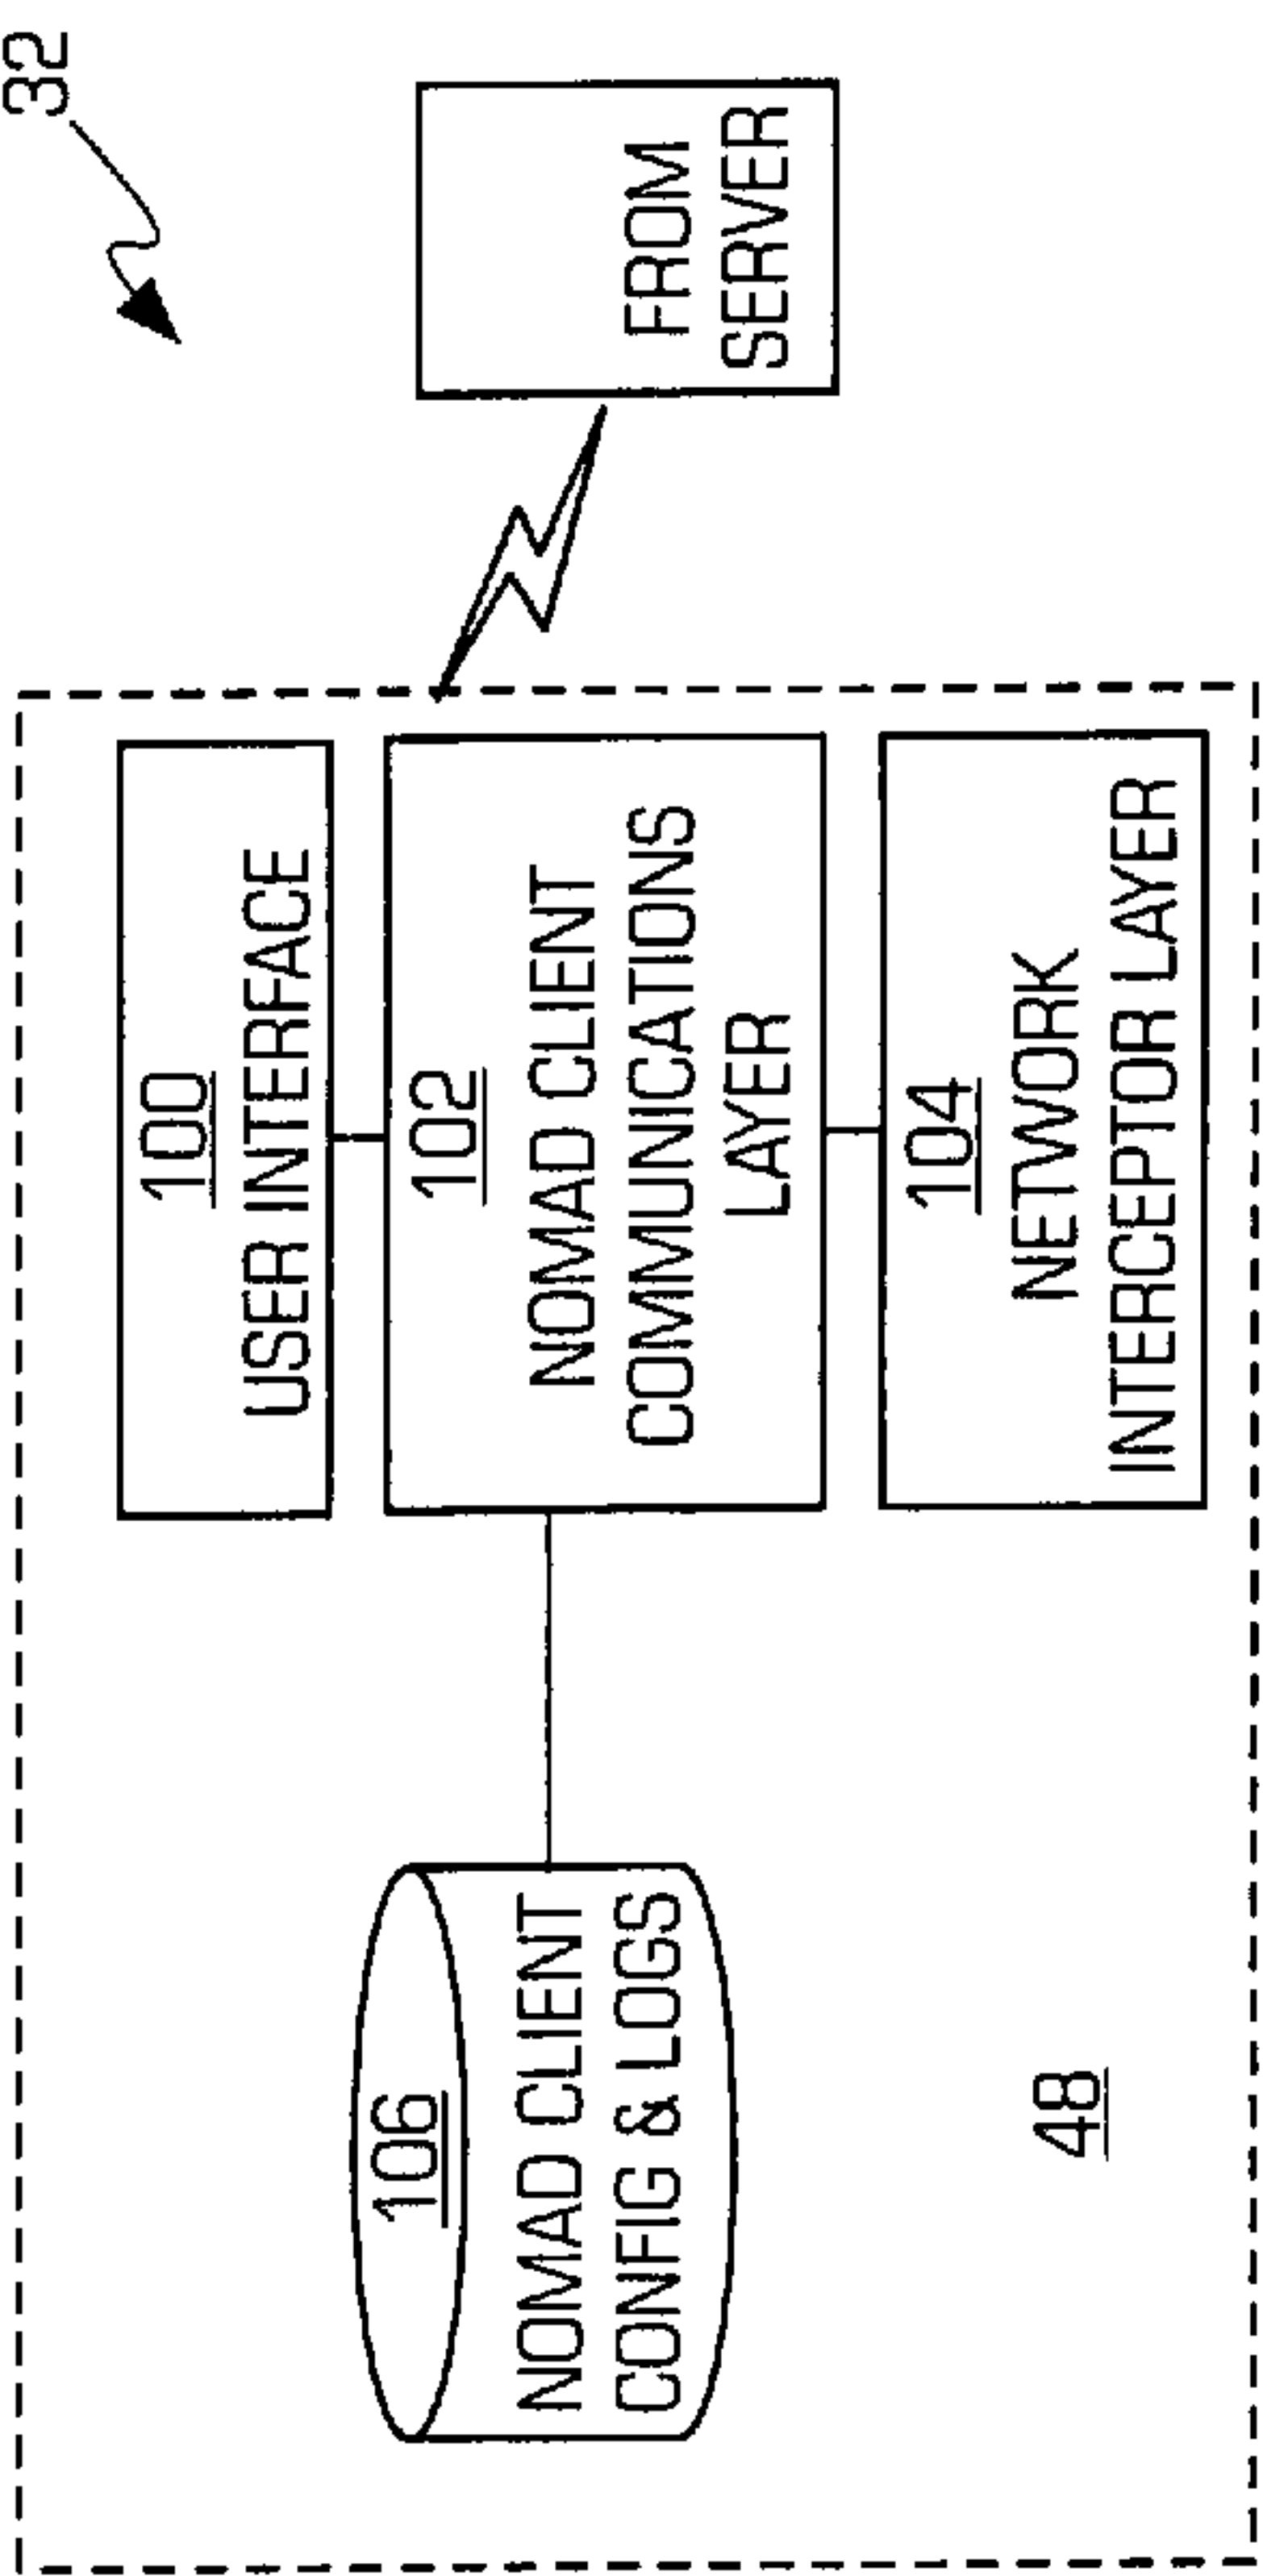 32
100
USER INTERFACE
106
NOMAD CLIENT
CONFIG & LOGS
102
NOMAD CLIENT
COMMUNICATIONS
LAYER
FROM
SERVER
104
NETWORK
INTERCEPTOR LAYER
48